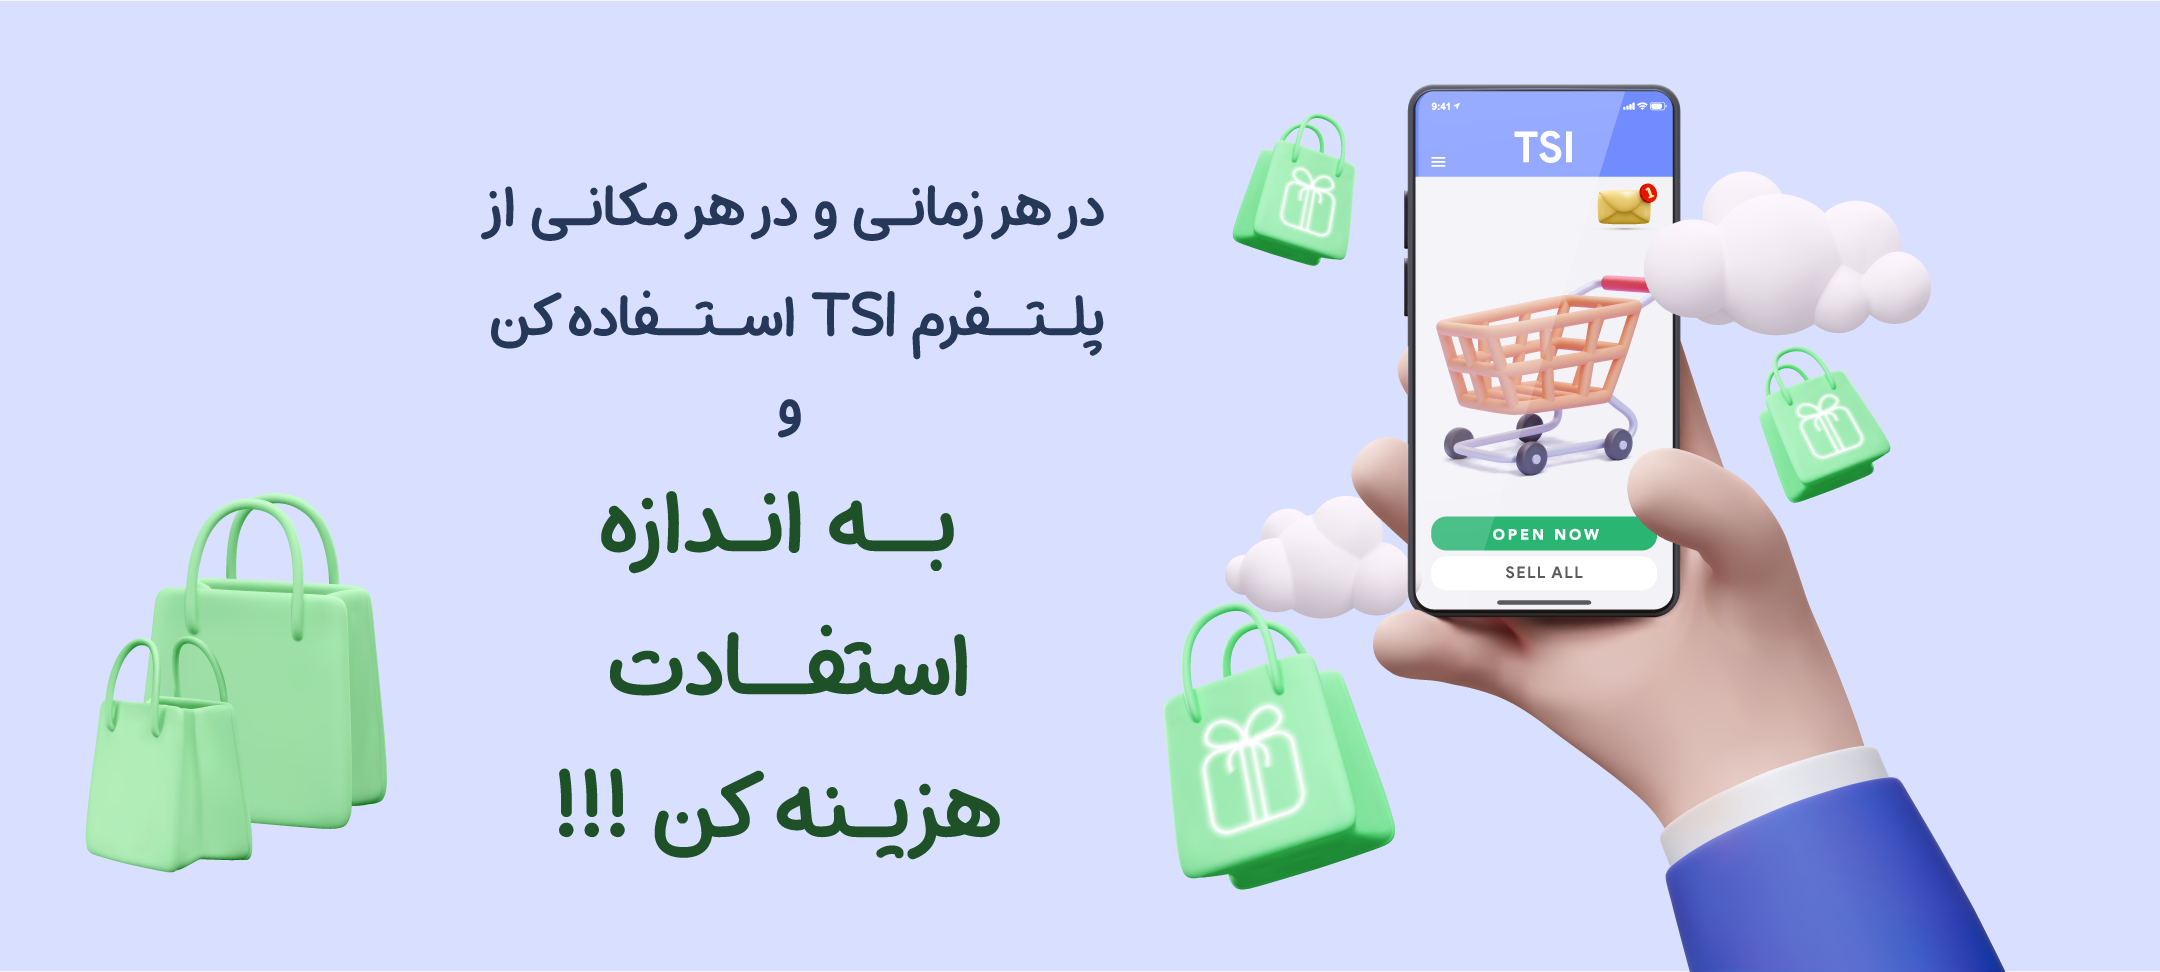 در هر زمانی و در هر مکانی از
پلتفرم TSI استفاده کن
و
به اندازه
استفادت
هزینه کن !!!
9:41
TSI
1
OPEN NOW
SELL ALL